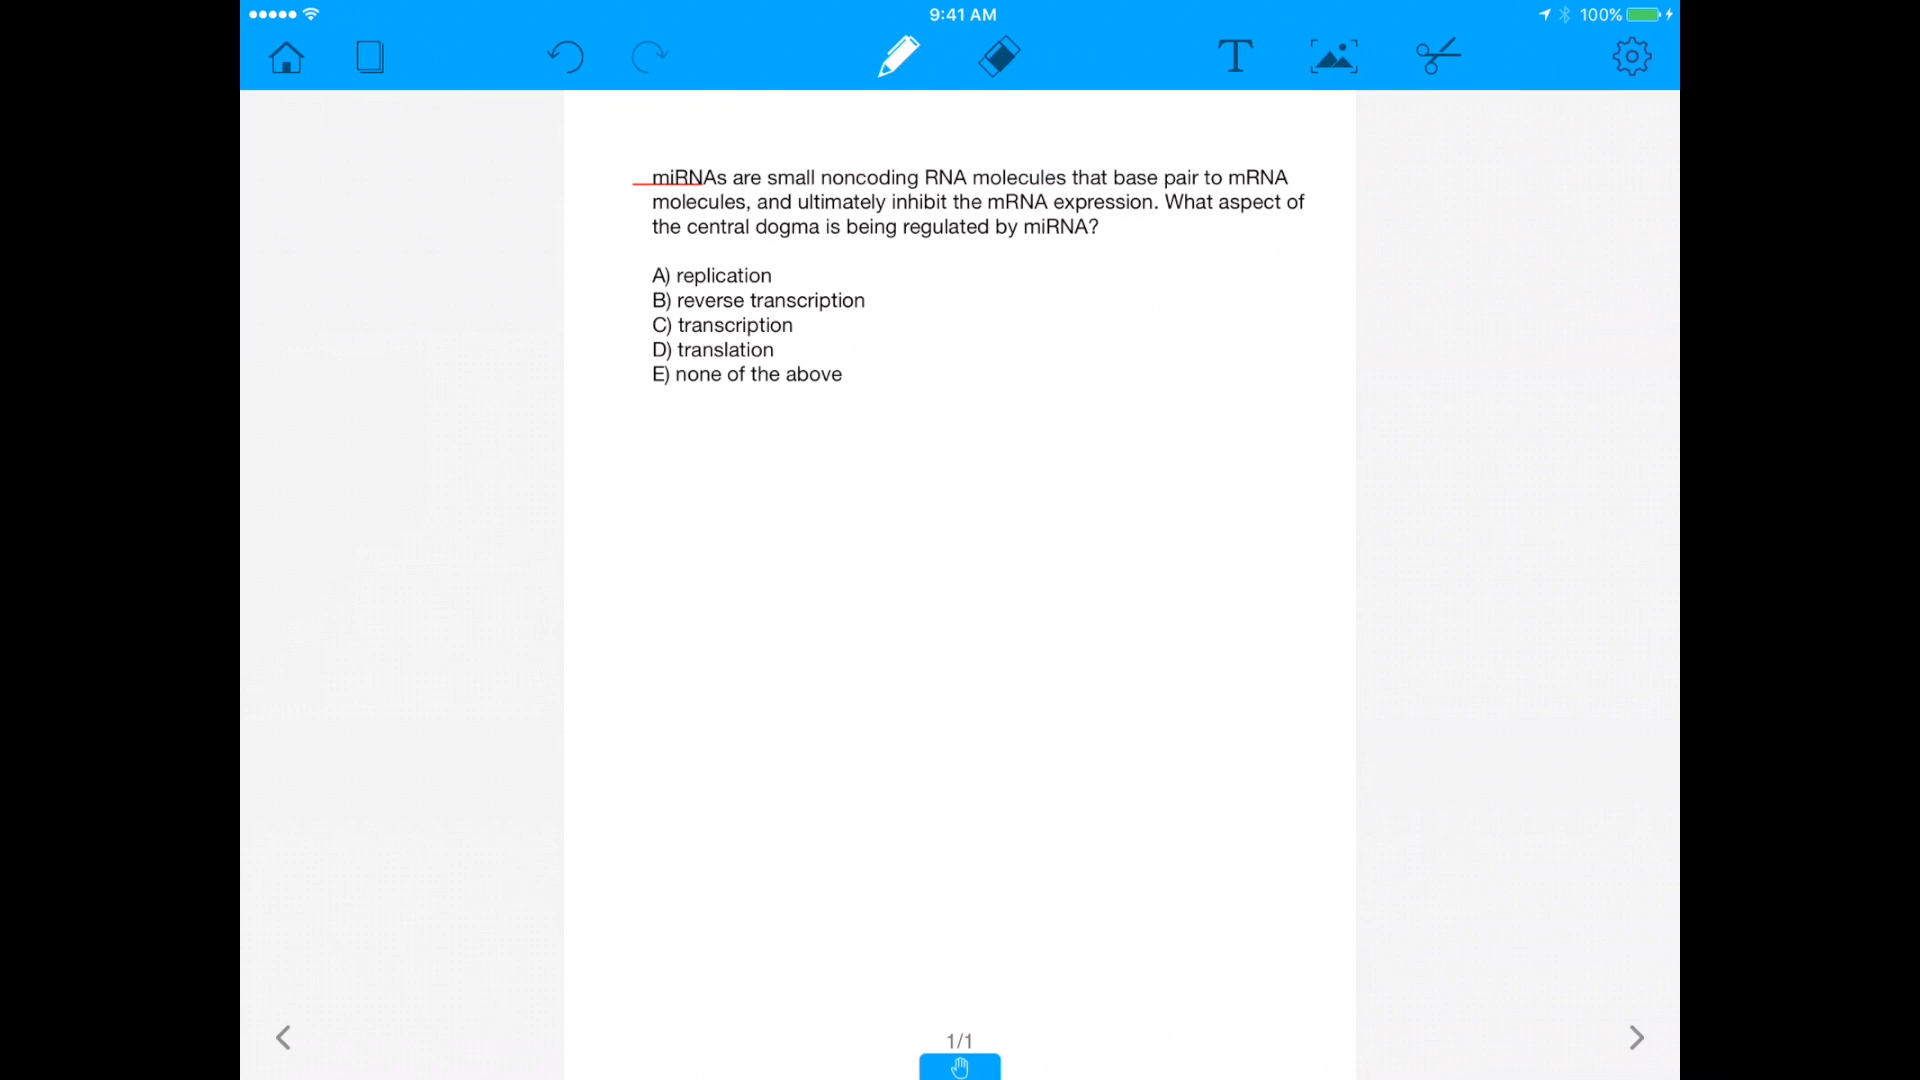 9:41 AM
100%
T
miRNAs are small noncoding RNA molecules that base pair to mRNA
molecules, and ultimately inhibit the mRNA expression. What aspect of
the central dogma is being regulated by miRNA?
A) replication
B) reverse transcription
C) transcription
D) translation
E) none of the above
1/1